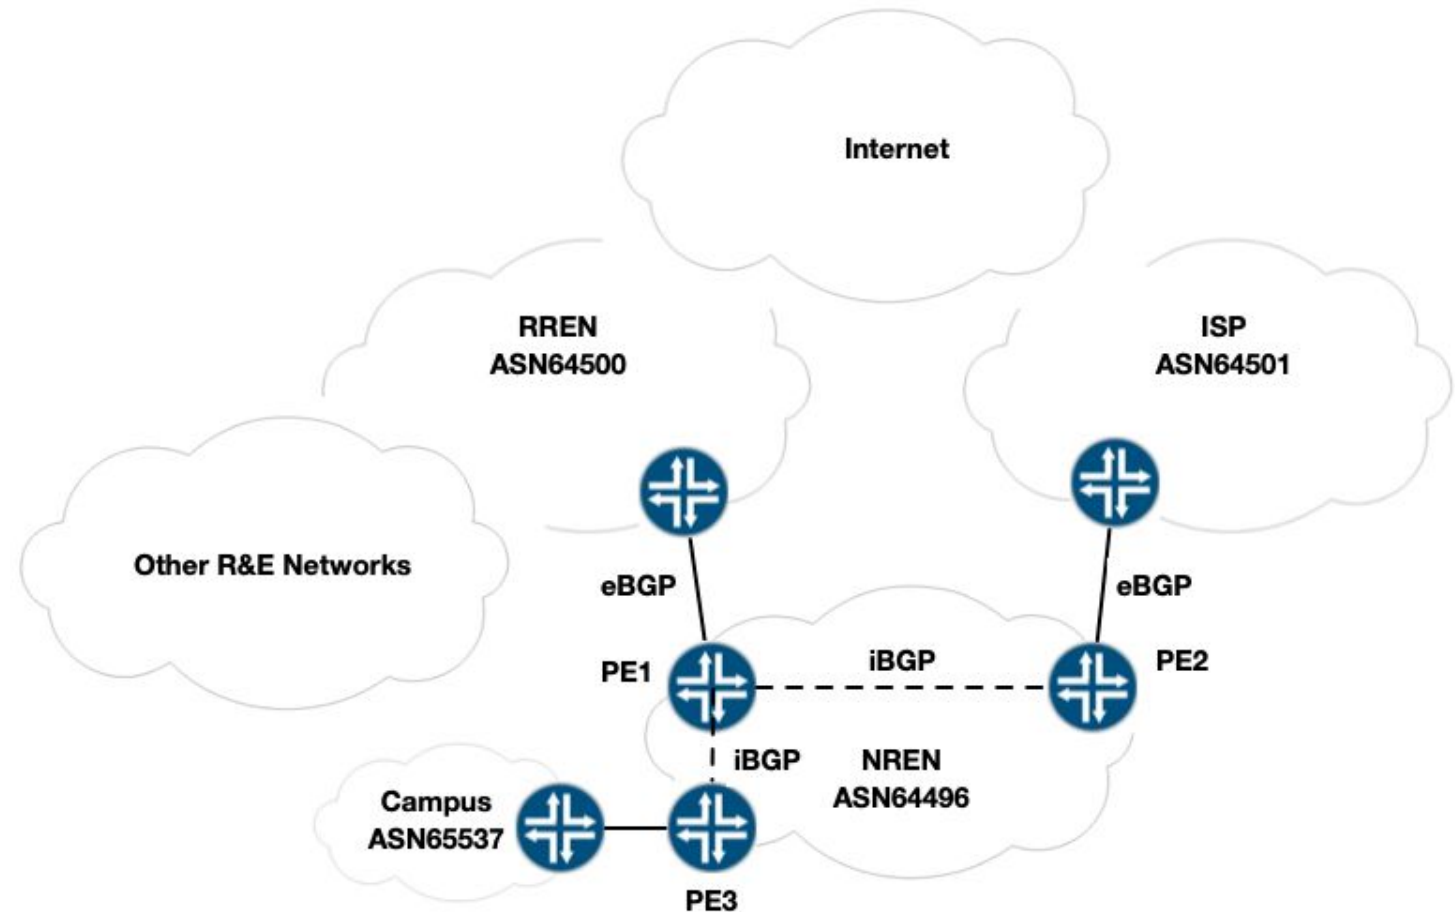 Internet
RREN
ASN64500
ISP
ASN64501
Other R&E Networks
eBGP
eBGP
PE1
iBGP
PE2
iBGP
NREN
ASN64496
Campus
ASN65537
PE3